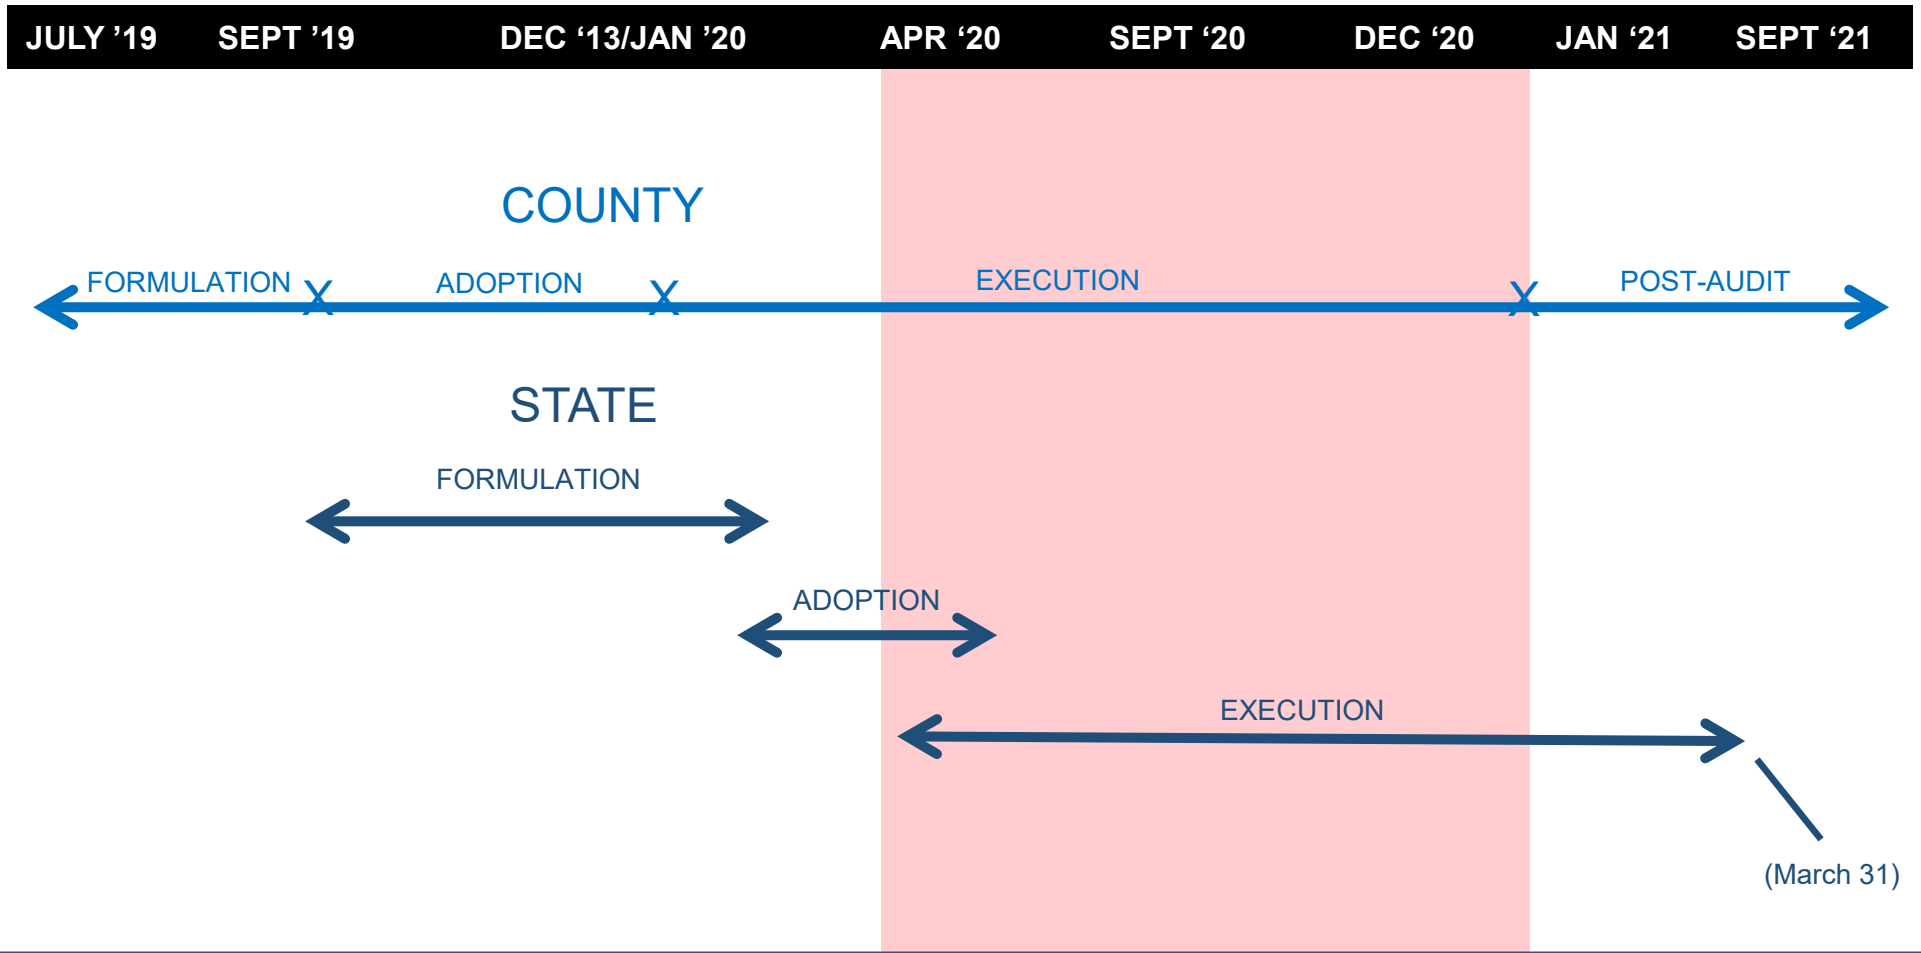 JULY ’19 SEPT ’19 DEC ‘13/JAN ’20 APR ‘20 SEPT ‘20 DEC ‘20 JAN ‘21 SEPT ‘21
COUNTY
FORMULATION X ADOPTION X EXECUTION X POST-AUDIT
STATE
FORMULATION
ADOPTION
EXECUTION
(March 31)